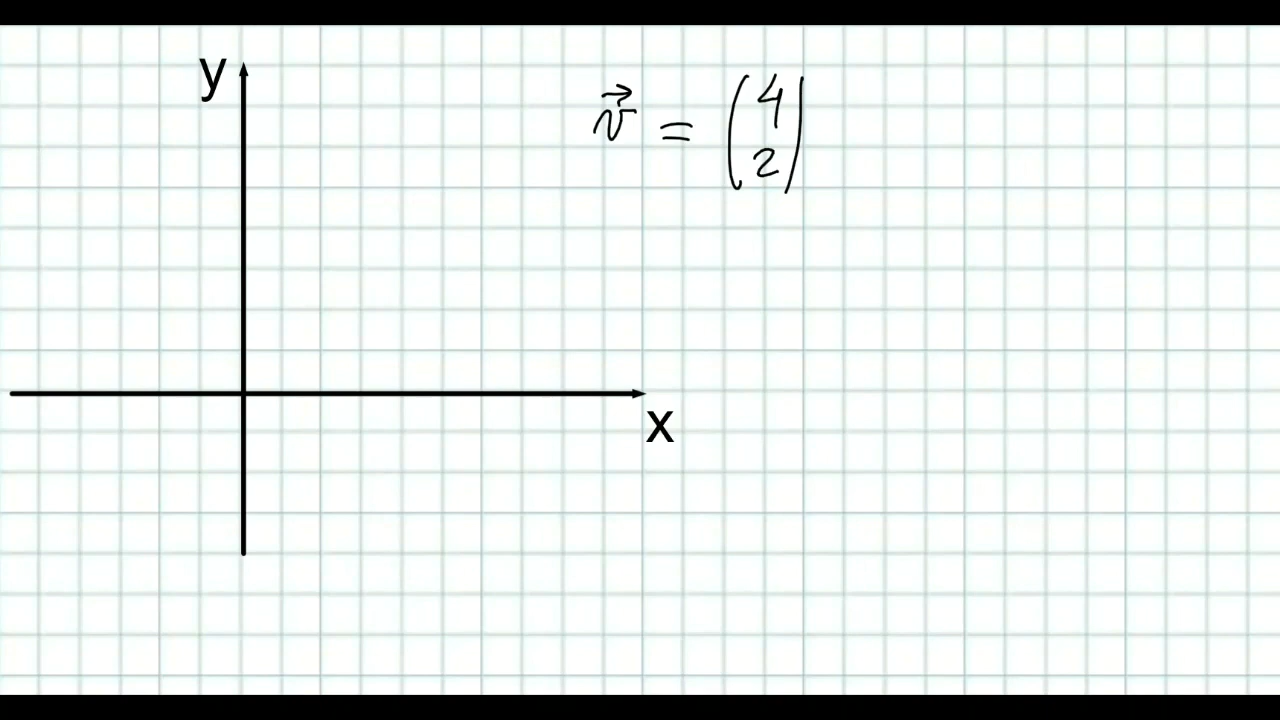 y
v⃗ = (4
2)
x